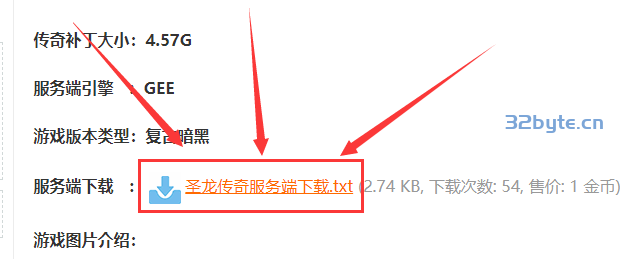 传奇补丁大小：4.57G
服务端引擎 ：GEE
32byte.cn
游戏版本类型：复古暗黑
服务端下载 ：圣龙传奇服务端下载.txt (2.74 KB, 下载次数: 54, 售价: 1 金币)
游戏图片介绍：